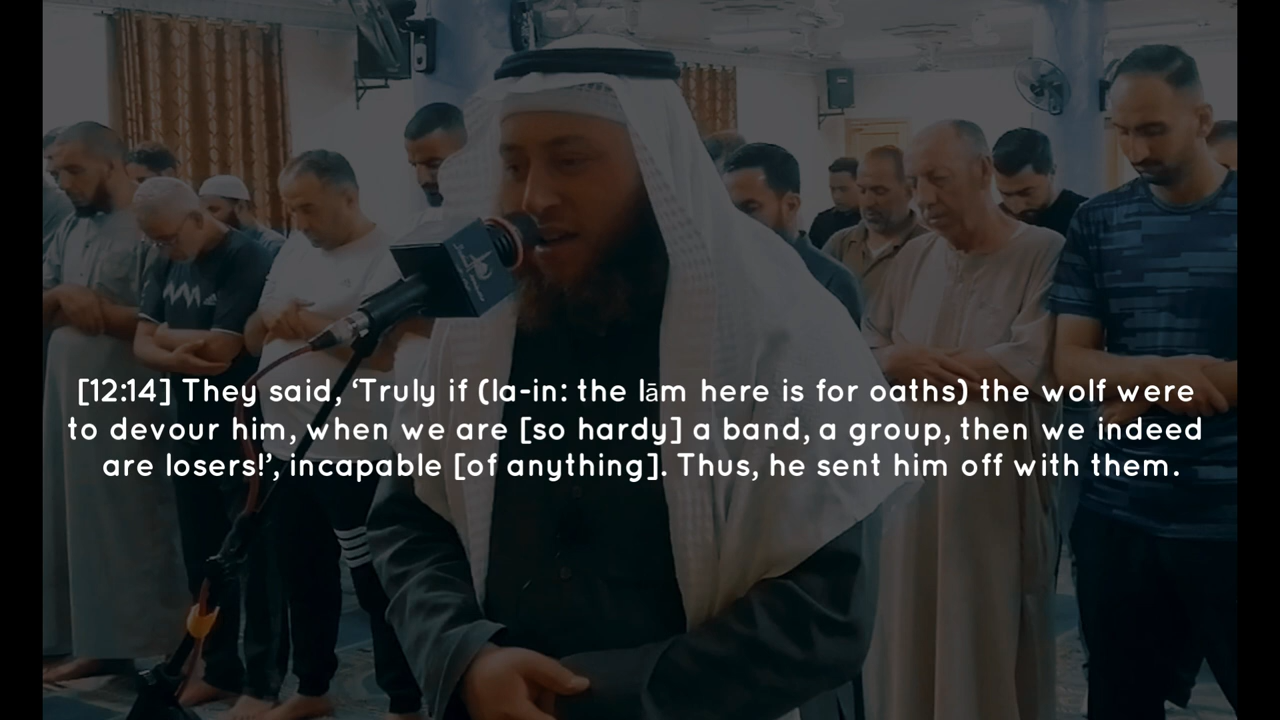 [12:14] They said, ‘Truly if (la-in: the lām here is for oaths) the wolf were
to devour him, when we are [so hardy] a band, a group, then we indeed
are losers!’, incapable [of anything]. Thus, he sent him off with them.